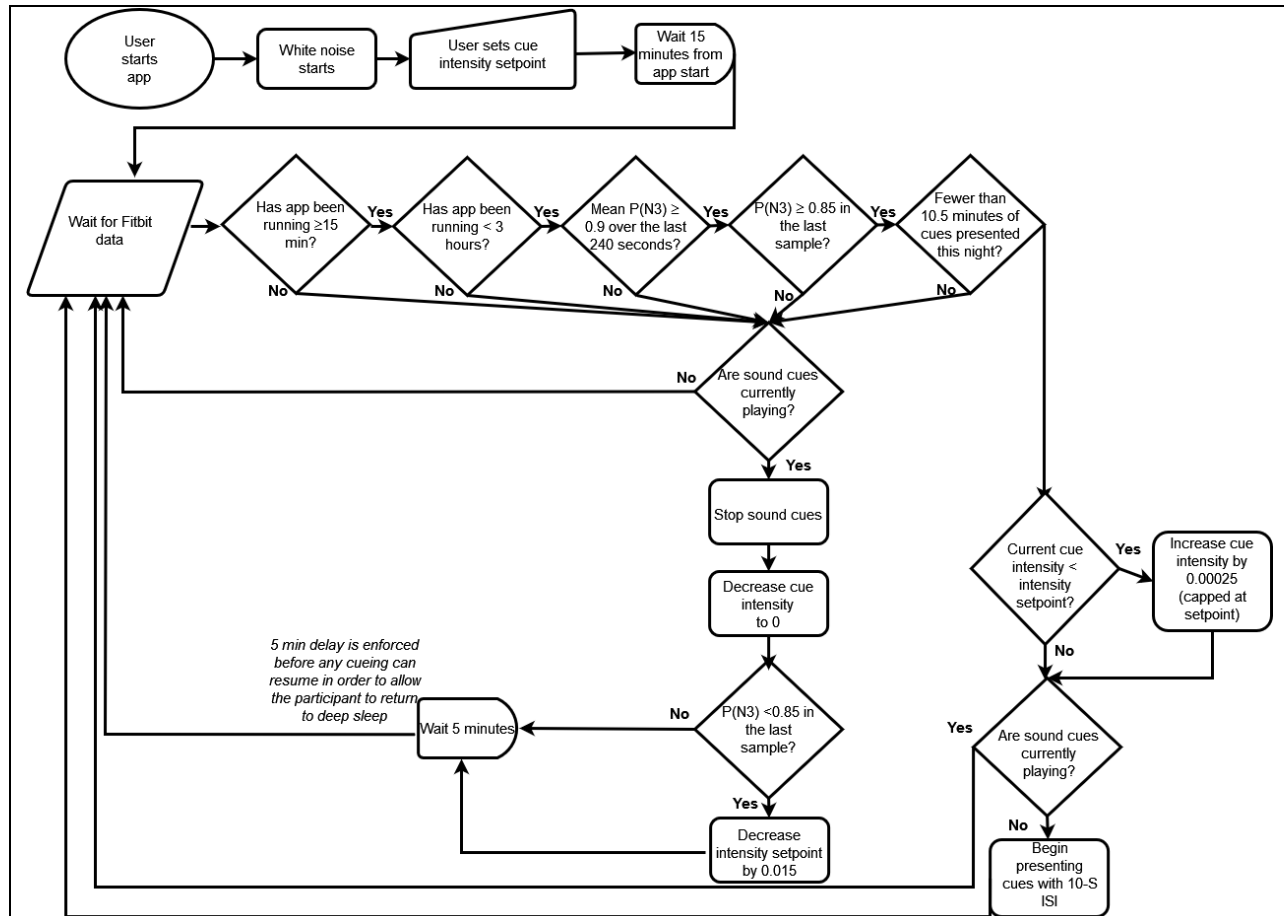 User
starts
app
White noise
starts
User sets cue
intensity setpoint
Wait 15
minutes from
app start
Wait for Fitbit
data
Has app been
running ≥15
min?
Yes
No
Has app been
running < 3
hours?
Yes
No
Mean P(N3) ≥
0.9 over the last
240 seconds?
Yes
No
P(N3) ≥ 0.85 in
the last
sample?
Yes
No
Fewer than
10.5 minutes of
cues presented
this night?
No
Are sound cues
currently
playing?
No
Yes
Stop sound cues
Decrease cue
intensity
to 0
P(N3) <0.85 in
the last
sample?
No
Yes
Wait 5 minutes
5 min delay is enforced
before any cueing can
resume in order to allow
the participant to return
to deep sleep
Decrease
intensity setpoint
by 0.015
Current cue
intensity <
intensity
setpoint?
Yes
No
Increase cue
intensity by
0.00025
(capped at
setpoint)
Are sound cues
currently
playing?
Yes
No
Begin
presenting
cues with 10-S
ISI